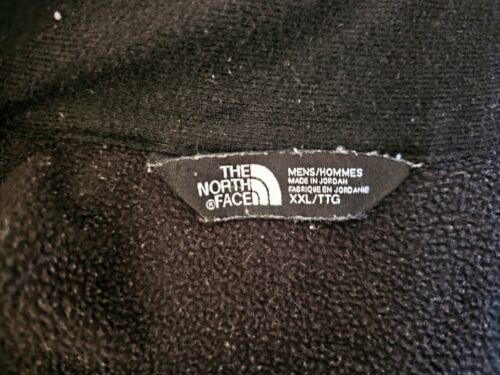 THE
NORTH
®FACE
MENS/HOMMES
MADE IN JORDAN
FABRIQUE EN JORDANIE
XXL/TTG